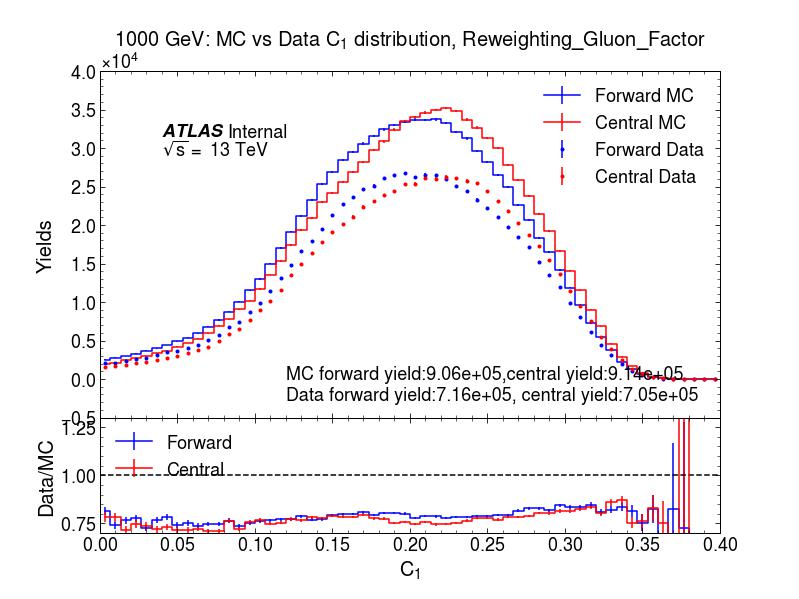 1000 GeV: MC vs Data C₁ distribution, Reweighting_Gluon_Factor
×10⁴
4.0
3.5
3.0
2.5
2.0
1.5
1.0
0.5
0.0
0.5
Yields
ATLAS Internal
√s = 13 TeV
Forward MC
Central MC
Forward Data
Central Data
MC forward yield:9.06e+05,central yield:9.14e+05
Data forward yield:7.16e+05, central yield:7.05e+05
1.25
1.00
0.75
Data/MC
Forward
Central
0.00 0.05 0.10 0.15 0.20 0.25 0.30 0.35 0.40
C₁